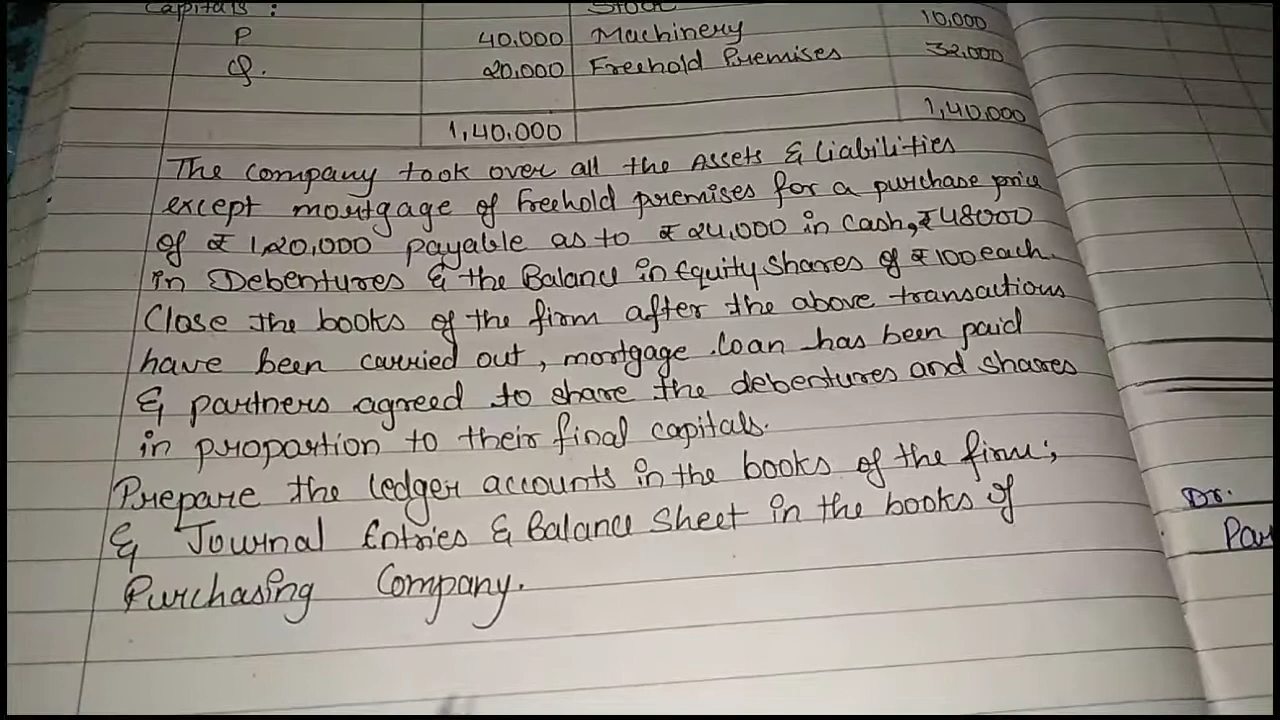 Capitals : Stock
P 40,000 Machinery 10,000
Q. 20,000 Freehold Premises 32,000
1,40,000 1,40,000
The company took over all the Assets & liabilities
except mortgage of Freehold premises for a purchase price
of ₹ 1,20,000 payable as to ₹ 24,000 in Cash, ₹48000
in Debentures & the Balance in Equity Shares of ₹ 100 each.
Close the books of the firm after the above transactions
have been carried out, mortgage loan has been paid
& partners agreed to share the debentures and shares
in proportion to their final capitals.
Prepare the ledger accounts in the books of the firm;
& Journal Entries & Balance Sheet in the books of
Purchasing Company.
Dr.